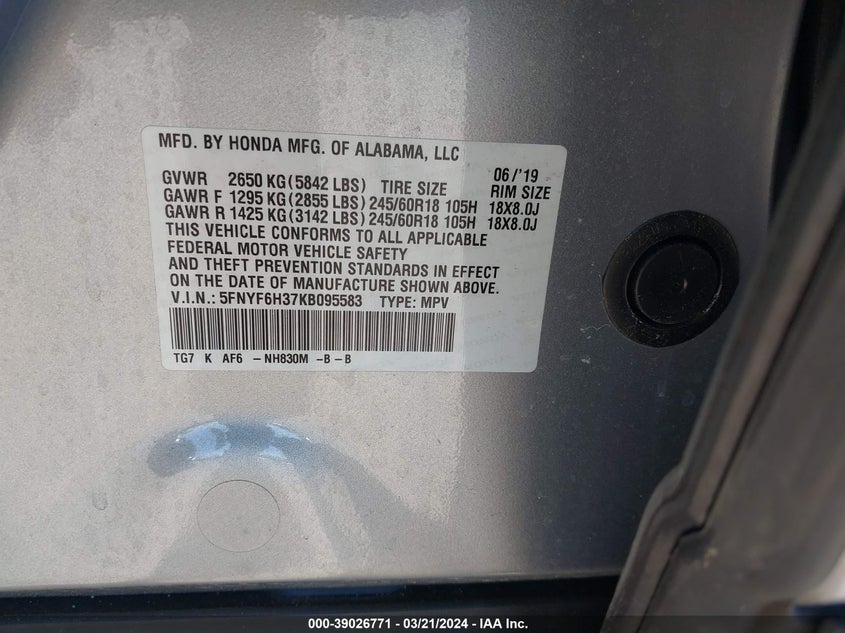 MFD. BY HONDA MFG. OF ALABAMA, LLC
GVWR 2650 KG (5842 LBS) TIRE SIZE 06/'19 RIM SIZE
GAWR F 1295 KG (2855 LBS) 245/60R18 105H 18X8.0J
GAWR R 1425 KG (3142 LBS) 245/60R18 105H 18X8.0J
THIS VEHICLE CONFORMS TO ALL APPLICABLE
FEDERAL MOTOR VEHICLE SAFETY
AND THEFT PREVENTION STANDARDS IN EFFECT
ON THE DATE OF MANUFACTURE SHOWN ABOVE.
V.I.N.: 5FNYF6H37KB095583 TYPE: MPV
TG7 K AF6 -NH830M -B-B
000-39026771 — 03/21/2024 — IAA Inc.